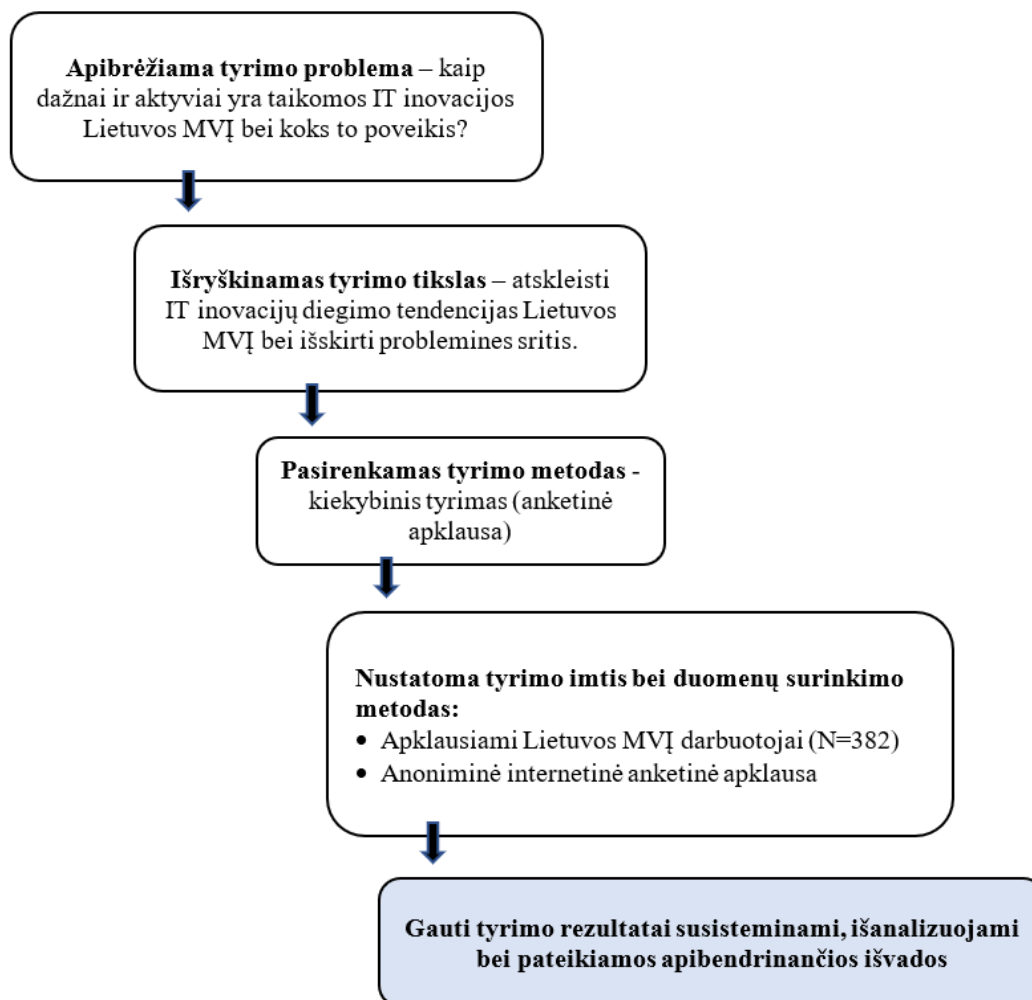 Apibrėžiama tyrimo problema – kaip
dažnai ir aktyviai yra taikomos IT inovacijos
Lietuvos MVĮ bei koks to poveikis?
Išryškinamas tyrimo tikslas – atskleisti
IT inovacijų diegimo tendencijas Lietuvos
MVĮ bei išskirti problemines sritis.
Pasirenkamas tyrimo metodas -
kiekybinis tyrimas (anketinė
apklausa)
Nustatoma tyrimo imtis bei duomenų surinkimo
metodas:
• Apklausiami Lietuvos MVĮ darbuotojai (N=382)
• Anoniminė internetinė anketinė apklausa
Gauti tyrimo rezultatai susisteminami, išanalizuojami
bei pateikiamos apibendrinančios išvados